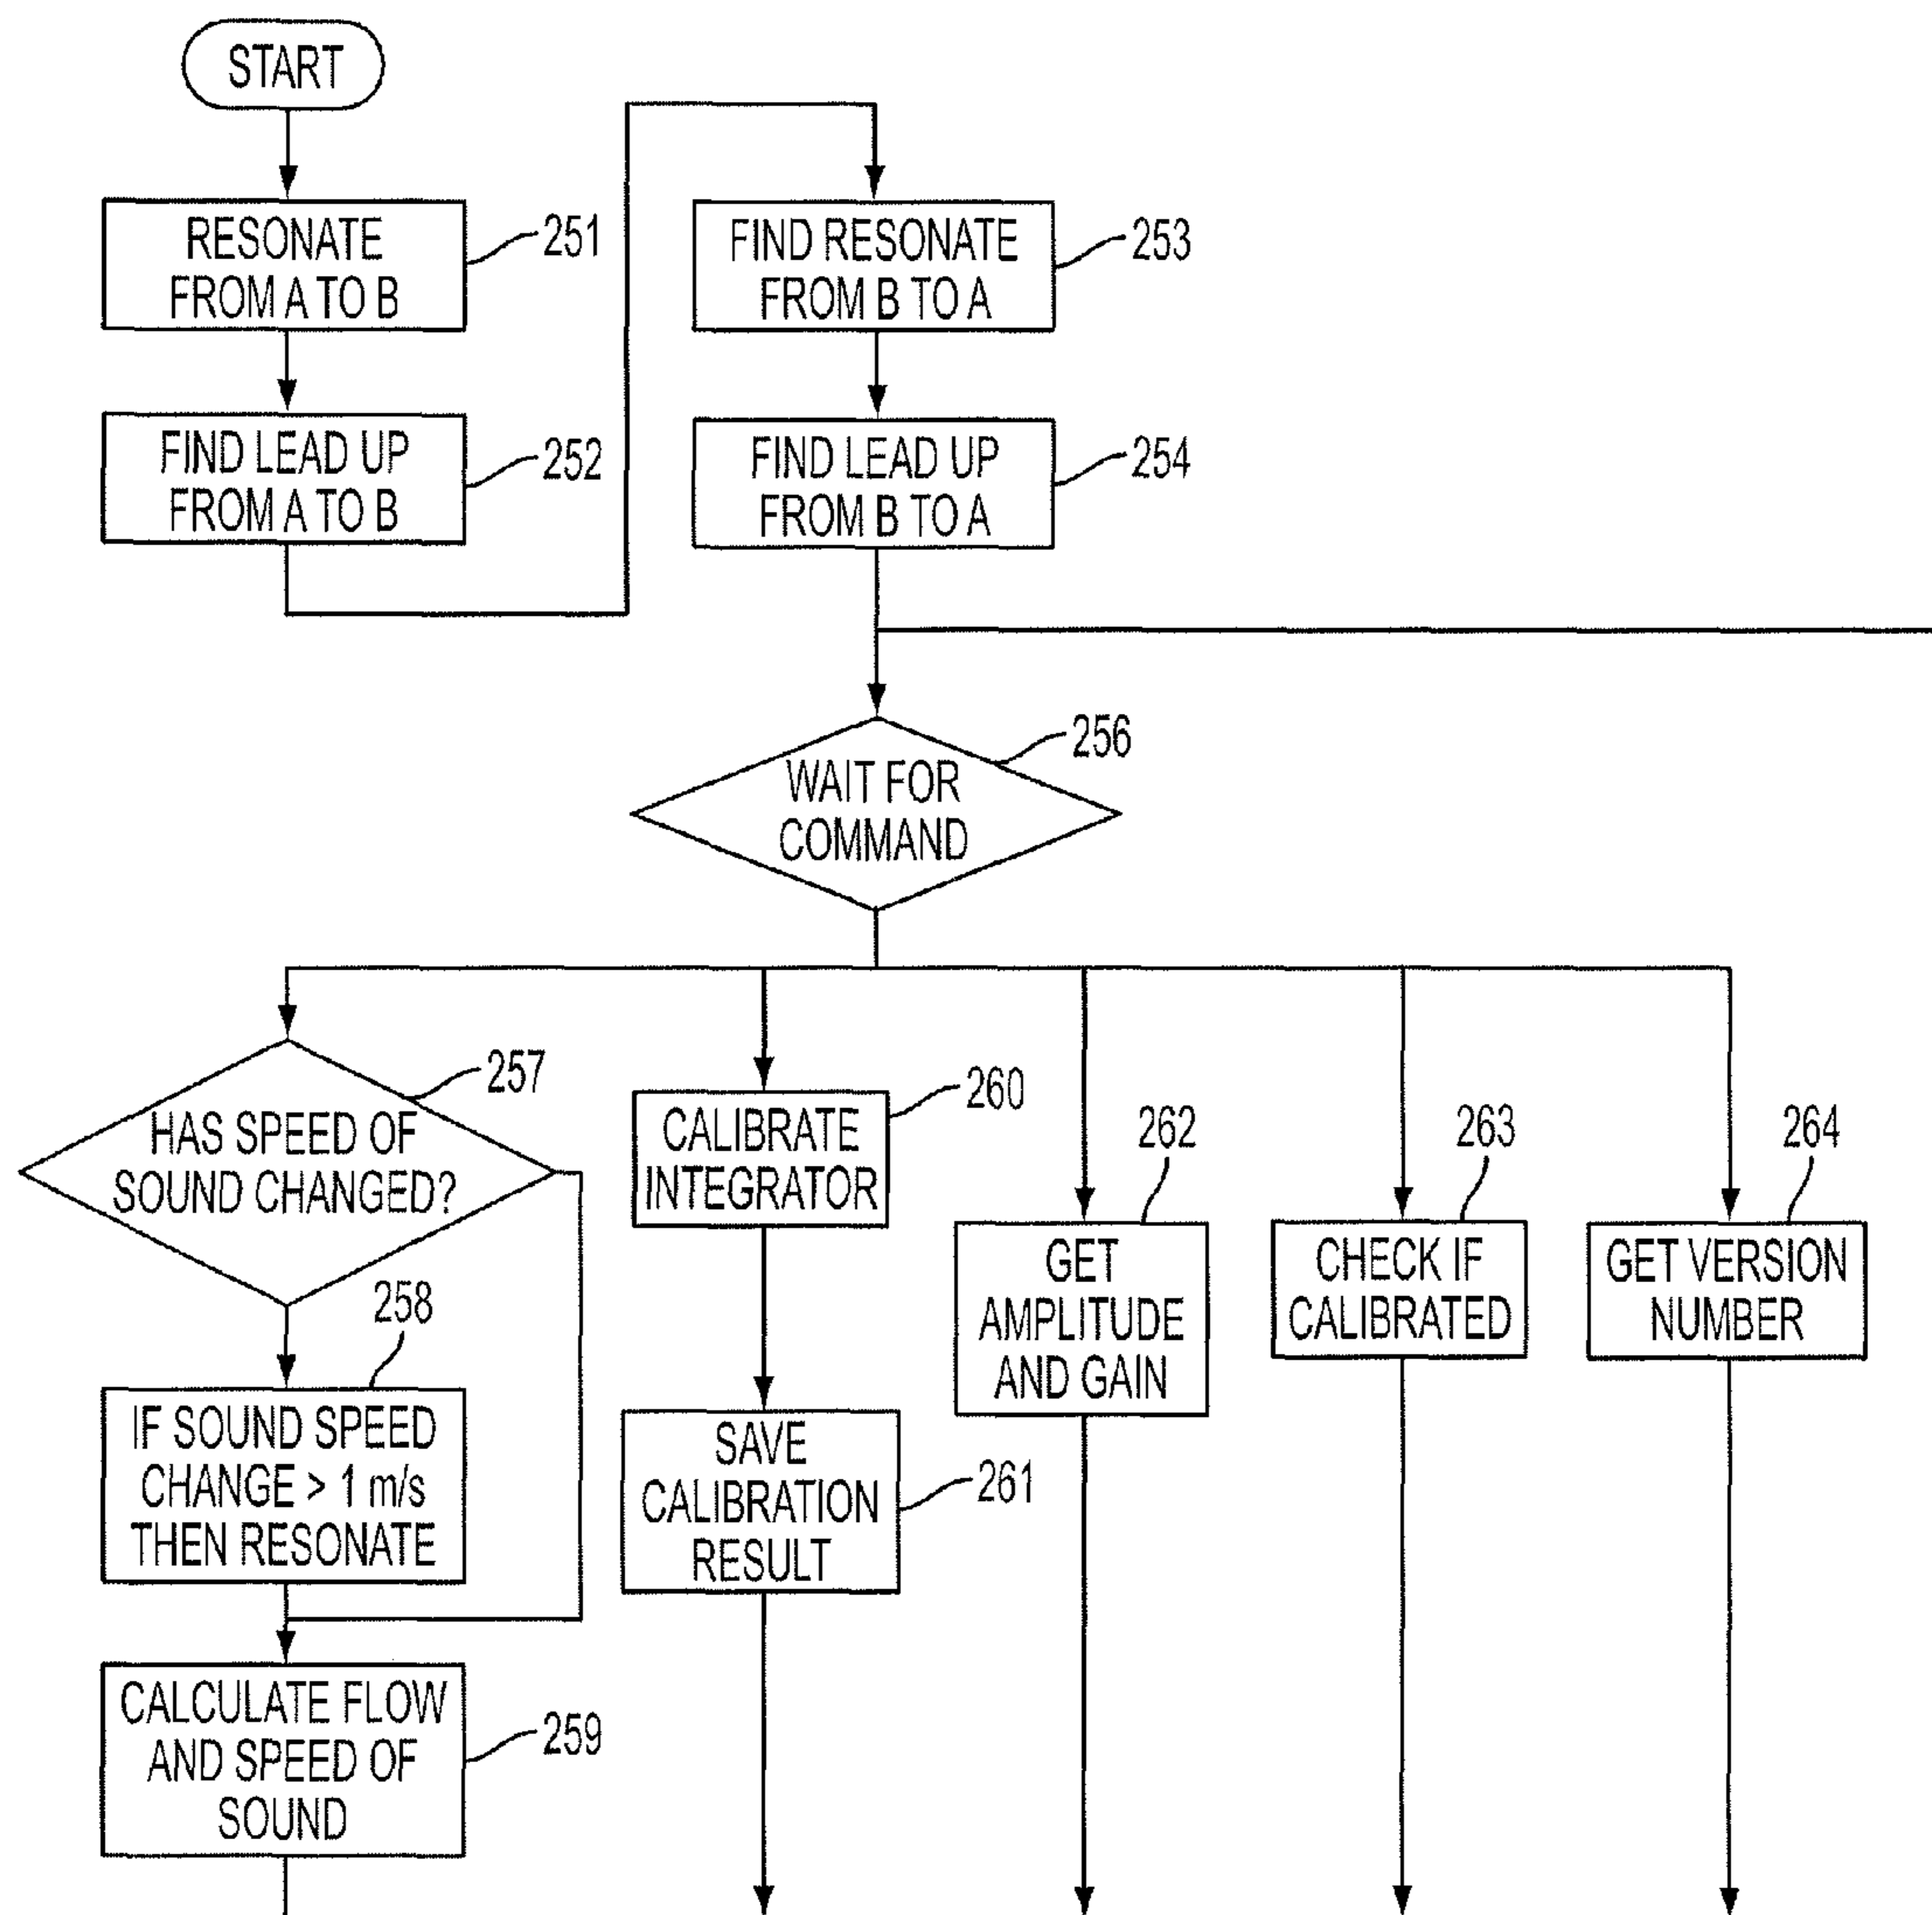 START
RESONATE
FROM A TO B
251
FIND LEAD UP
FROM A TO B
252
FIND RESONATE
FROM B TO A
253
FIND LEAD UP
FROM B TO A
254
WAIT FOR
COMMAND
256
HAS SPEED OF
SOUND CHANGED?
257
IF SOUND SPEED
CHANGE > 1 m/s
THEN RESONATE
258
CALCULATE FLOW
AND SPEED OF
SOUND
259
CALIBRATE
INTEGRATOR
260
SAVE
CALIBRATION
RESULT
261
GET
AMPLITUDE
AND GAIN
262
CHECK IF
CALIBRATED
263
GET VERSION
NUMBER
264